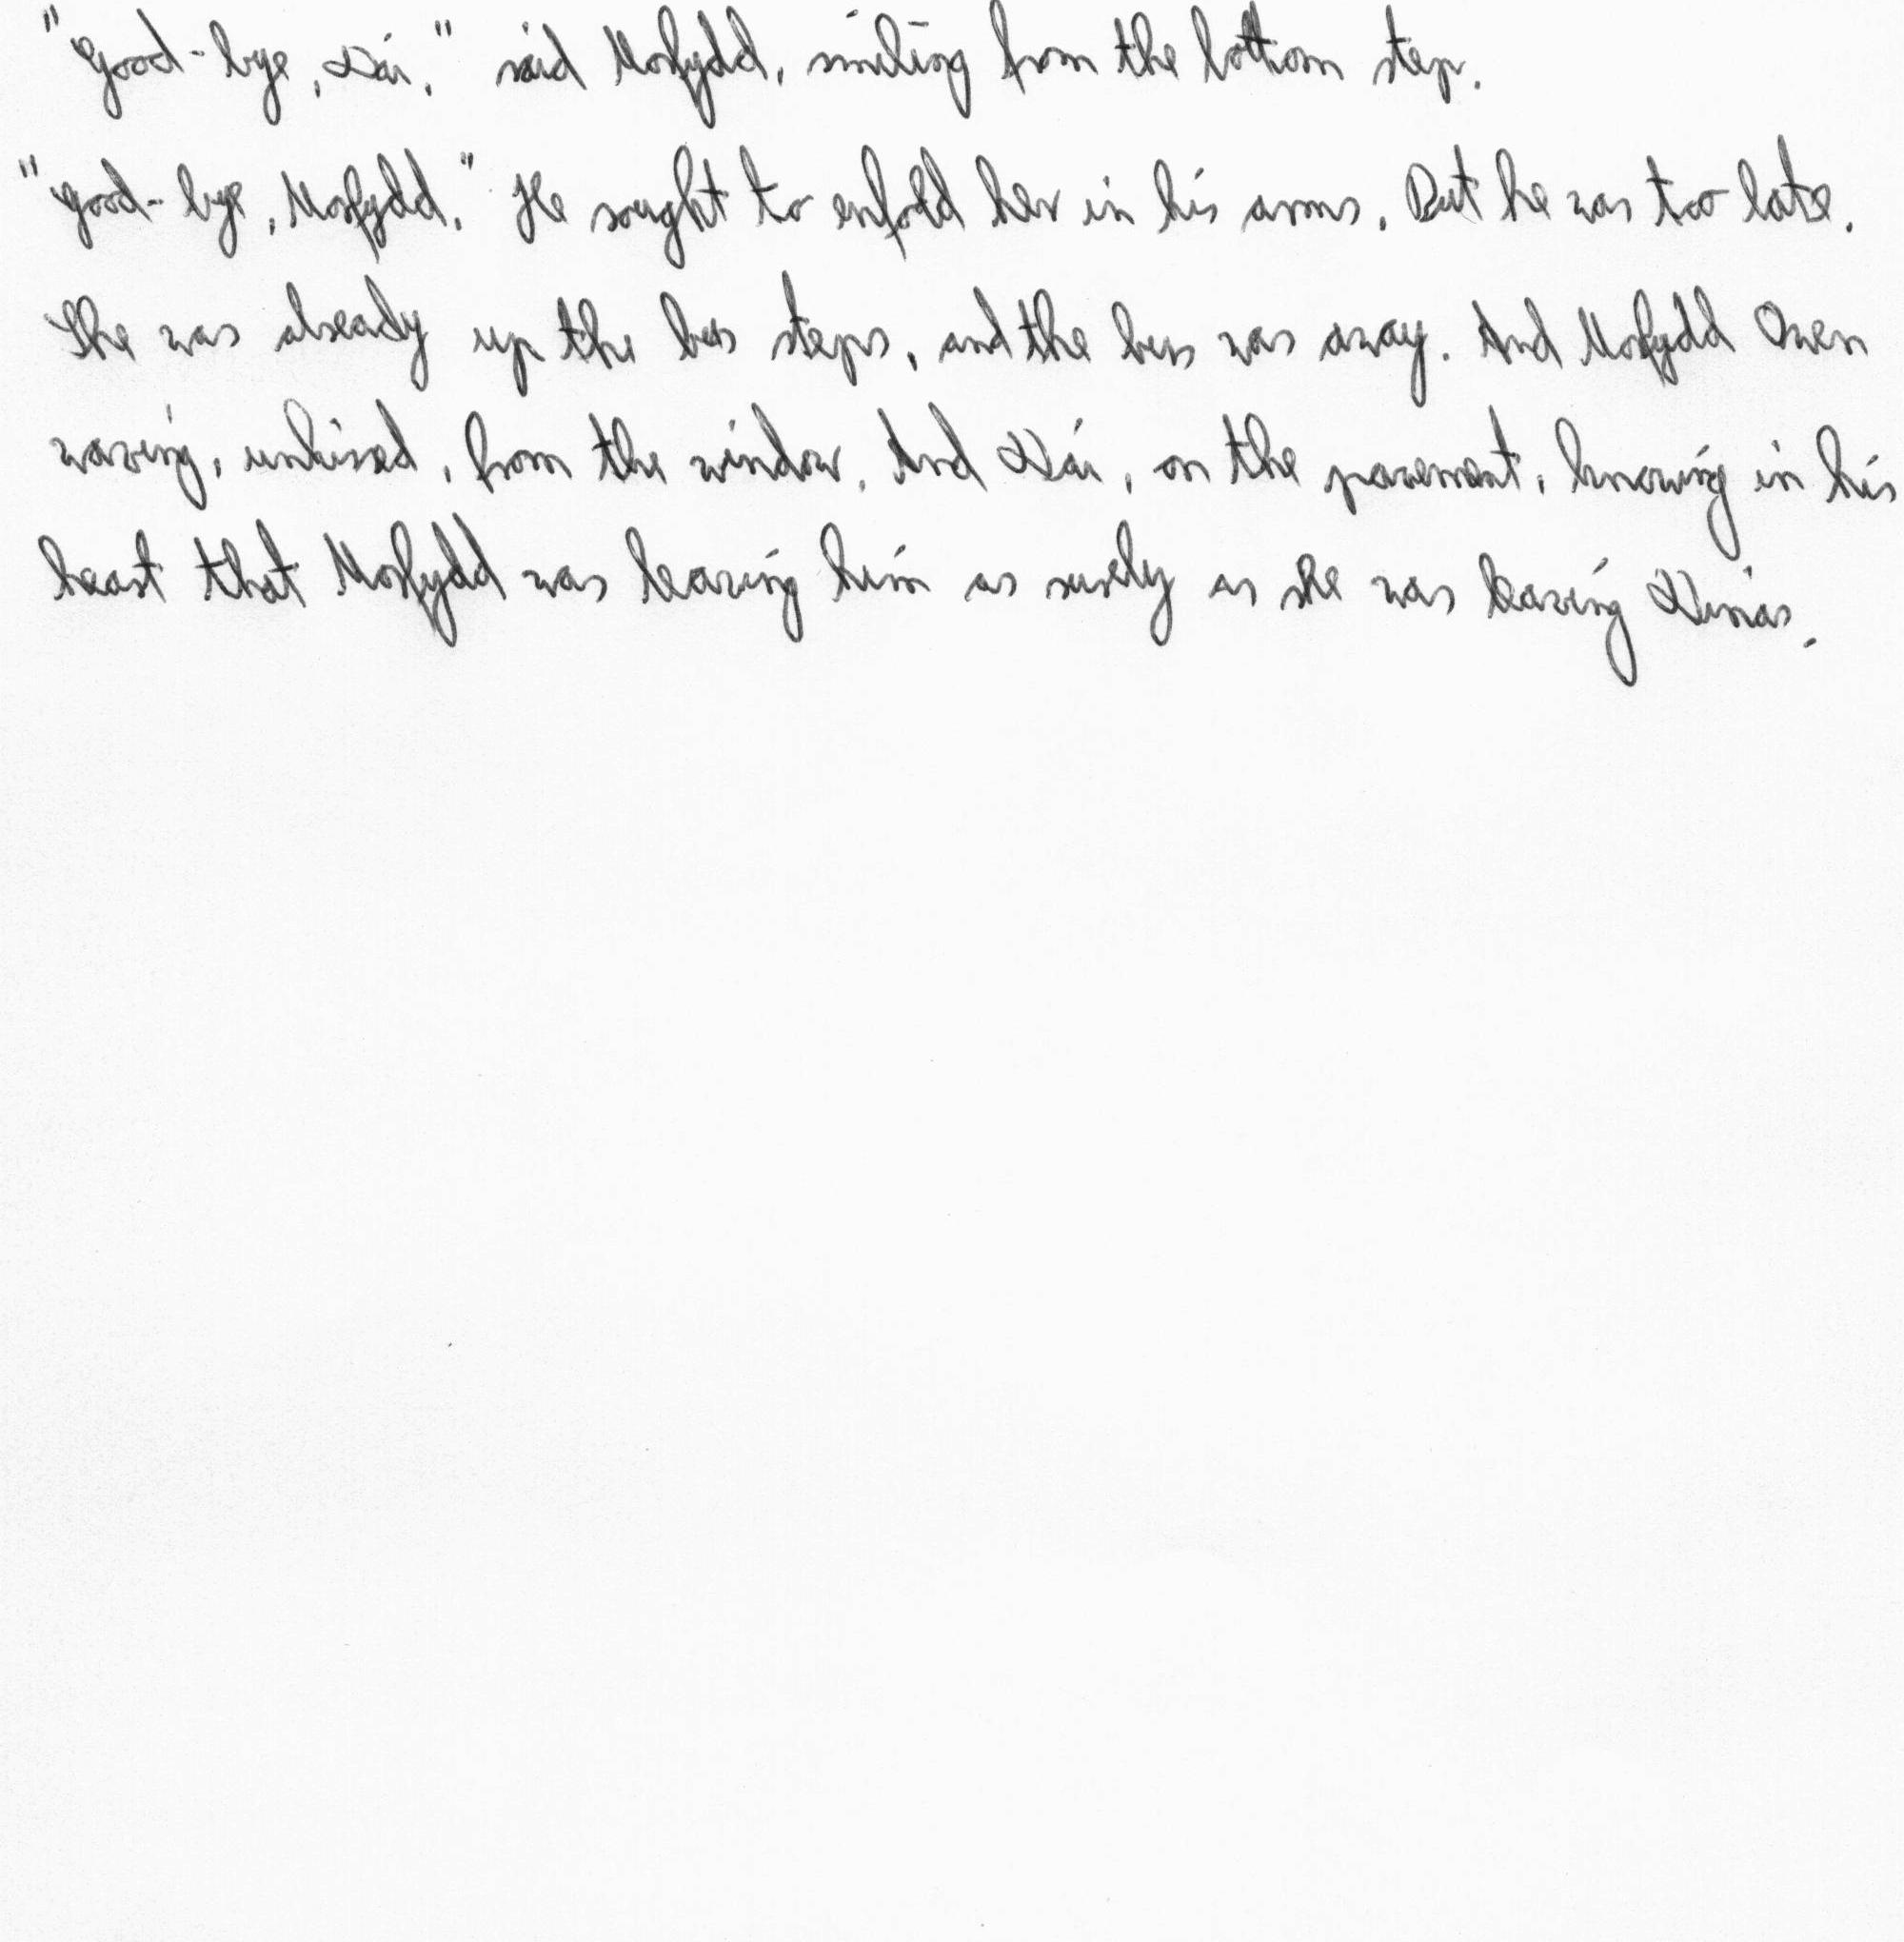 "Good-bye, Dai," said Morfydd, smiling from the bottom step.
"Good-bye, Morfydd." He sought to enfold her in his arms. But he was too late.
She was already up the bus steps, and the bus was away. And Morfydd Owen
waving, unkissed, from the window. And Dai, on the pavement, knowing in his
heart that Morfydd was leaving him as surely as she was leaving Dinas.